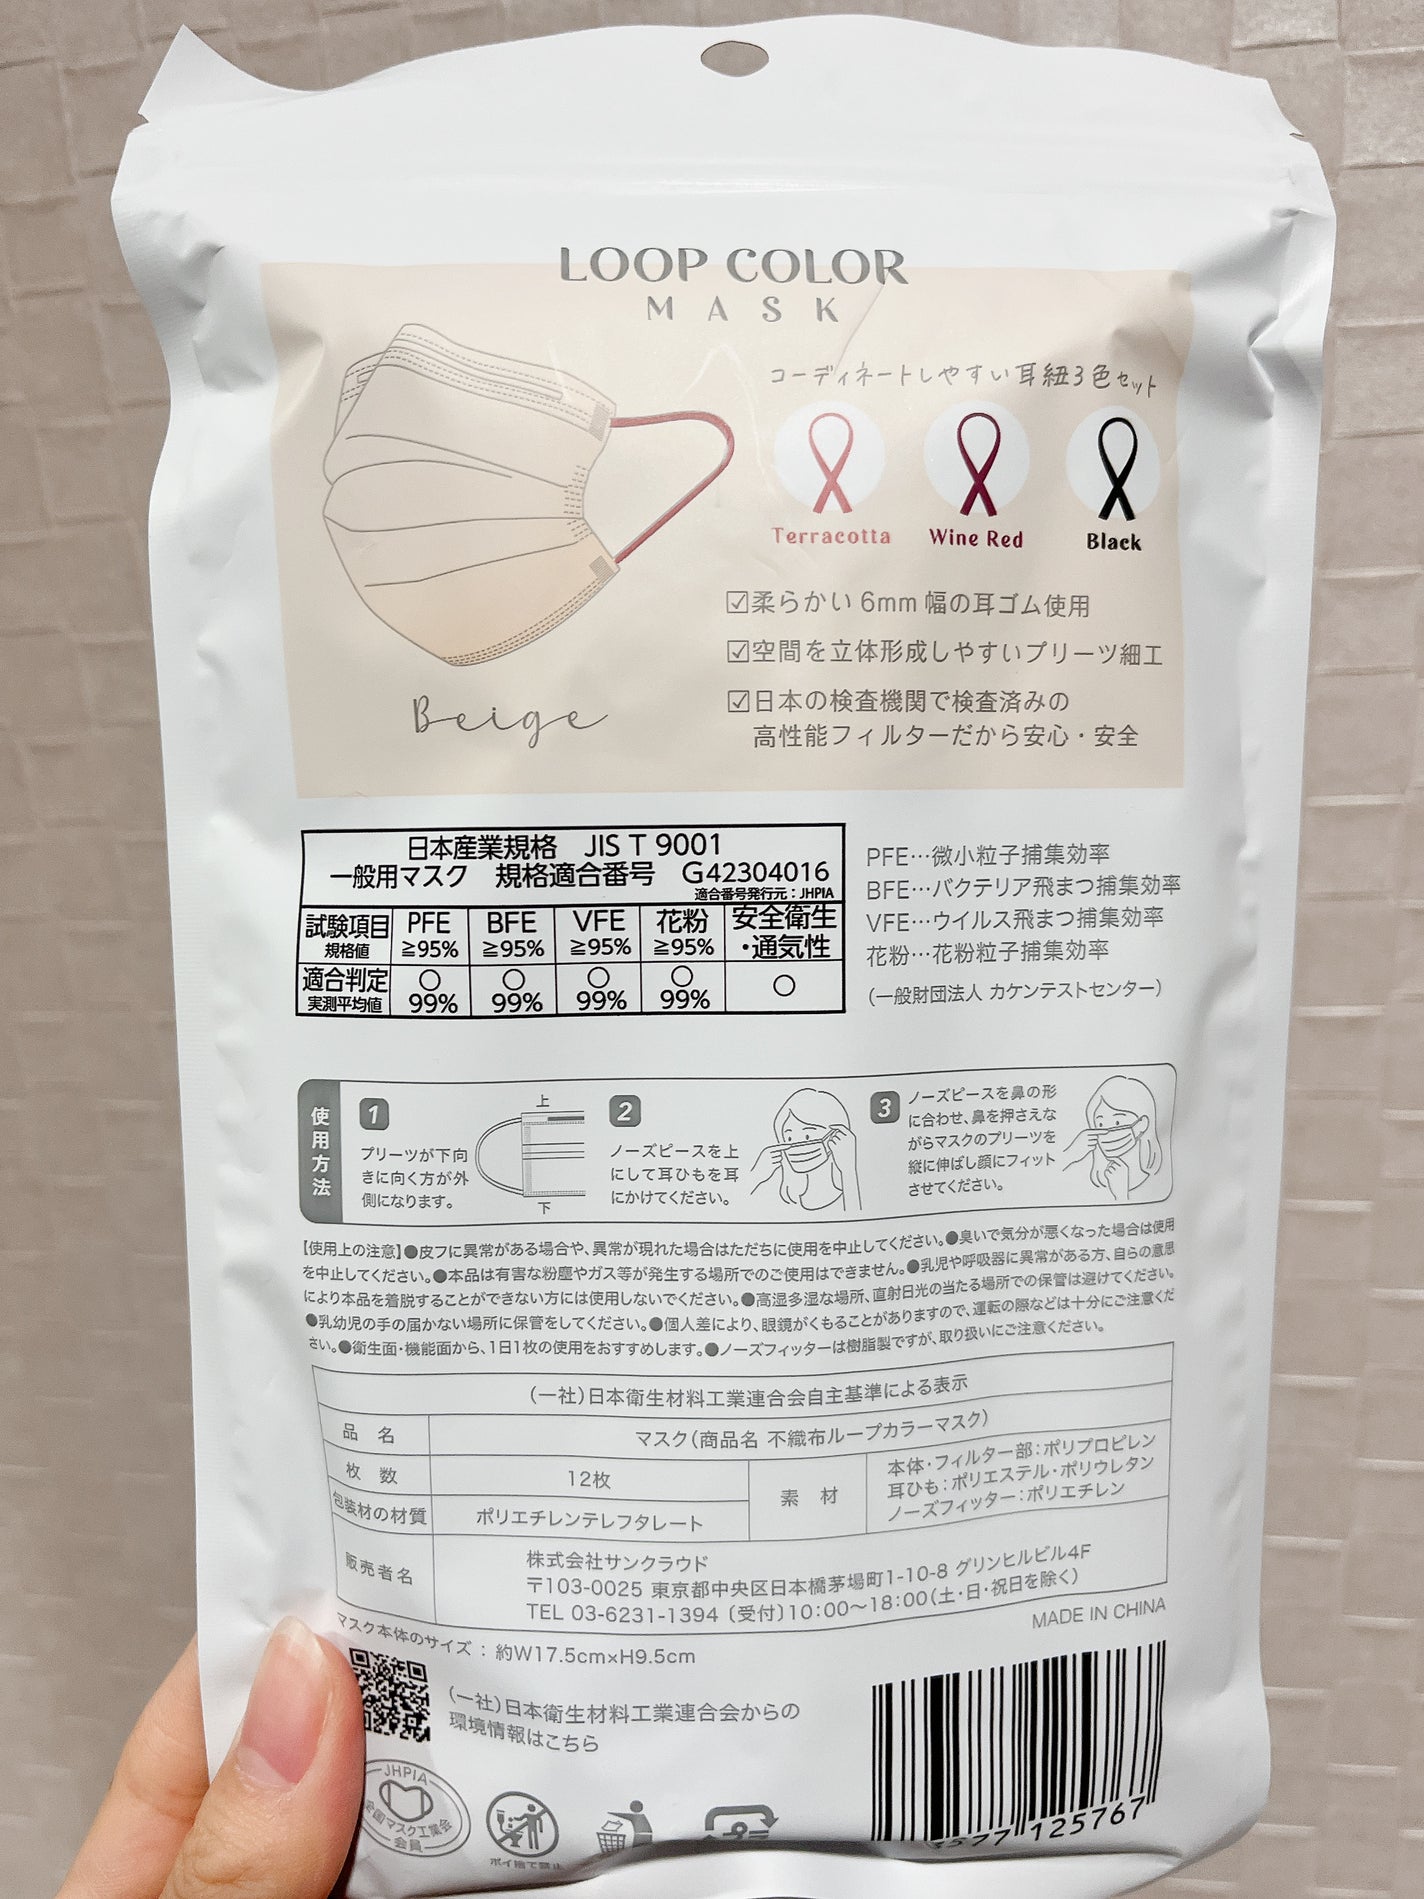 LOOP COLOR
MASK
コーディネートしやすい耳紐3色セット
Terracotta
Wine Red
Black
☑柔らかい 6mm 幅の耳ゴム使用
☑空間を立体形成しやすいプリーツ細工
☑日本の検査機関で検査済みの
高性能フィルターだから安心・安全
Beige
日本産業規格 JIS T 9001
一般用マスク 規格適合番号 G42304016
適合番号発行元：JHPIA
試験項目 PFE BFE VFE 花粉 安全衛生
規格値 ≧95% ≧95% ≧95% ≧95% ・通気性
適合判定 ○ ○ ○ ○ ○
実測平均値 99% 99% 99% 99%
PFE…微小粒子捕集効率
BFE…バクテリア飛まつ捕集効率
VFE…ウイルス飛まつ捕集効率
花粉…花粉粒子捕集効率
(一般財団法人 カケンテストセンター)
使用方法
1
プリーツが下向
きに向く方が外
側になります。
上
下
2
ノーズピースを上
にして耳ひもを耳
にかけてください。
3
ノーズピースを鼻の形
に合わせ、鼻を押さえな
がらマスクのプリーツを
縦に伸ばし顔にフィット
させてください。
【使用上の注意】●皮フに異常がある場合や、異常が現れた場合はただちに使用を中止してください。●臭いで気分が悪くなった場合は使用
を中止してください。●本品は有害な粉塵やガス等が発生する場所でのご使用はできません。●乳児や呼吸器に異常がある方、自らの意思
により本品を着脱することができない方には使用しないでください。●高湿多湿な場所、直射日光の当たる場所での保管は避けてください。
●乳幼児の手の届かない場所に保管をしてください。●個人差により、眼鏡がくもることがありますので、運転の際などは十分にご注意くだ
さい。●衛生面・機能面から、1日1枚の使用をおすすめします。●ノーズフィッターは樹脂製ですが、取り扱いにご注意ください。
(一社)日本衛生材料工業連合会自主基準による表示
品 名 マスク(商品名 不織布ループカラーマスク)
枚 数 12枚
包装材の材質 ポリエチレンテレフタレート
素 材
本体・フィルター部：ポリプロピレン
耳ひも：ポリエステル・ポリウレタン
ノーズフィッター：ポリエチレン
販売者名
株式会社サンクラウド
〒103-0025 東京都中央区日本橋茅場町1-10-8 グリンヒルビル4F
TEL 03-6231-1394 〔受付〕10：00〜18：00(土・日・祝日を除く)
マスク本体のサイズ：約W17.5cm×H9.5cm
MADE IN CHINA
(一社)日本衛生材料工業連合会からの
環境情報はこちら
JHPIA
全国マスク工業会
会員
ポイ捨て禁止
577 125767